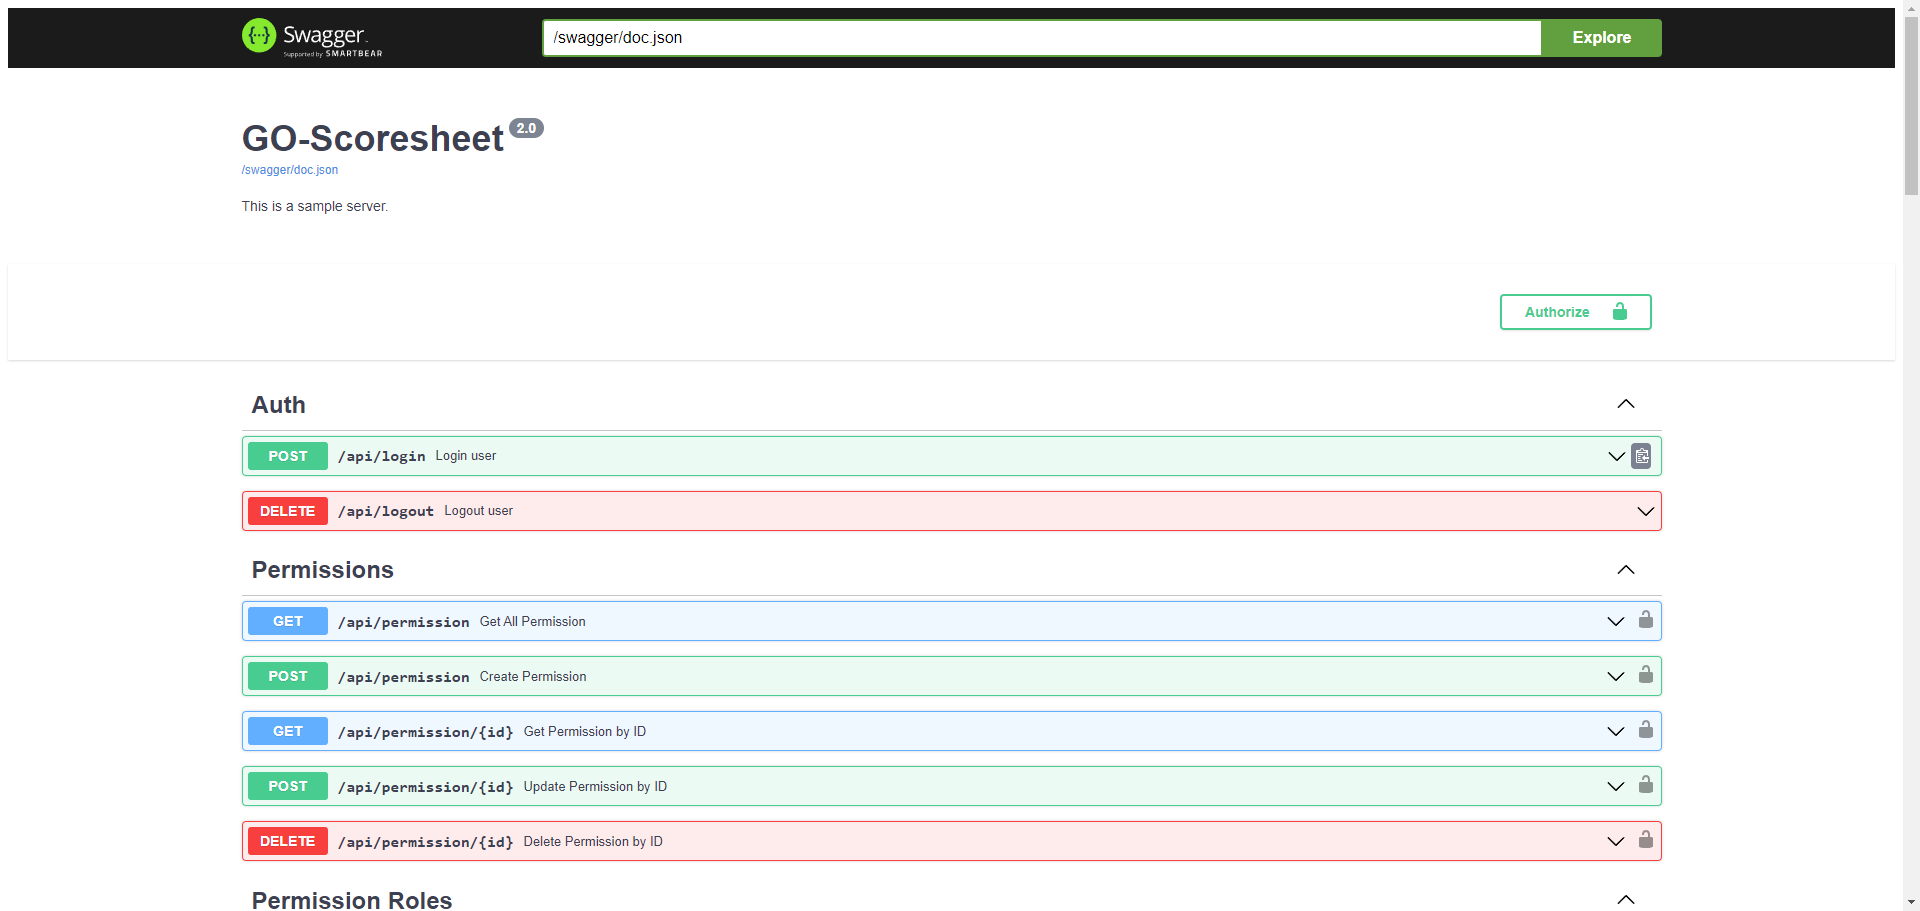 Swagger
Supported by SMARTBEAR
/swagger/doc.json
Explore
GO-Scoresheet 2.0
/swagger/doc.json
This is a sample server.
Authorize
Auth
POST /api/login Login user
DELETE /api/logout Logout user
Permissions
GET /api/permission Get All Permission
POST /api/permission Create Permission
GET /api/permission/{id} Get Permission by ID
POST /api/permission/{id} Update Permission by ID
DELETE /api/permission/{id} Delete Permission by ID
Permission Roles